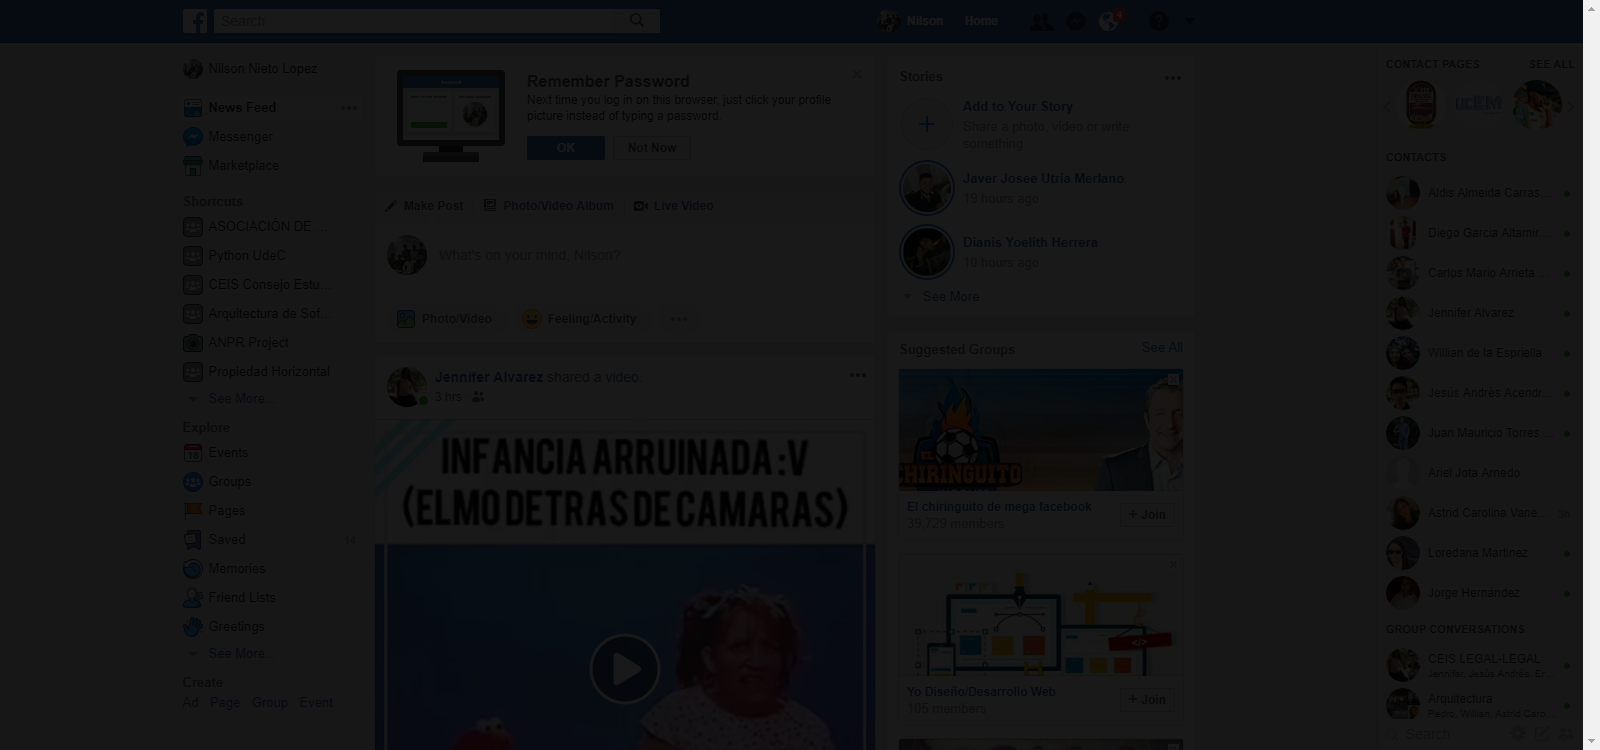 Search
Nilson
Home
4
Nilson Nieto Lopez
News Feed
Messenger
Marketplace
Shortcuts
ASOCIACIÓN DE ...
Python UdeC
CEIS Consejo Estu...
Arquitectura de Sof...
ANPR Project
Propiedad Horizontal
See More...
Explore
Events
Groups
Pages
Saved 14
Memories
Friend Lists
Greetings
See More...
Create
Ad Page Group Event
Remember Password
Next time you log in on this browser, just click your profile
picture instead of typing a password.
OK
Not Now
Make Post
Photo/Video Album
Live Video
What's on your mind, Nilson?
Photo/Video
Feeling/Activity
Jennifer Alvarez shared a video
3 hrs
INFANCIA ARRUINADA :V
(ELMO DETRAS DE CAMARAS)
Stories
Add to Your Story
Share a photo, video or write
something
Javer Josee Utria Merlano
19 hours ago
Dianis Yoelith Herrera
10 hours ago
See More
Suggested Groups
See All
EL
CHIRINGUITO
El chiringuito de mega facebook
39.729 members
+ Join
</>
Yo Diseño/Desarrollo Web
105 members
+ Join
CONTACT PAGES
SEE ALL
CONTACTS
Aldis Almeida Carras...
Diego Garcia Altamir...
Carlos Mario Arrieta...
Jennifer Alvarez
Willian de la Espriella
Jesús Andrés Acendr...
Juan Mauricio Torres...
Ariel Jota Arnedo
Astrid Carolina Vane...
Loredana Martinez
Jorge Hernández
GROUP CONVERSATIONS
CEIS LEGAL-LEGAL
Jennifer, Jesús Andrés, Er...
Arquitectura
Pedro, Willian, Astrid Caro...
Search